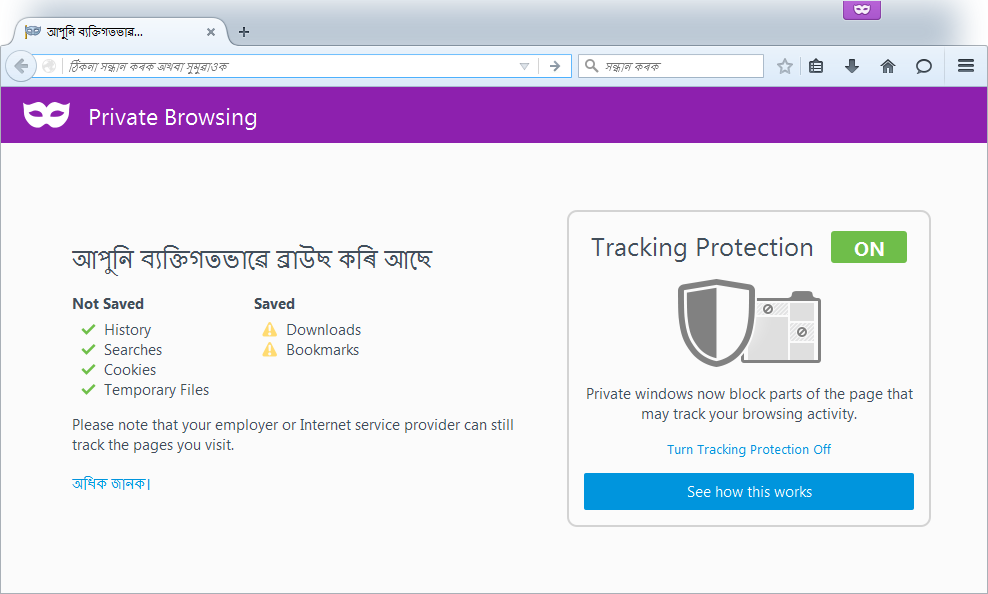 আপুনি ব্যক্তিগতভাৱে...
ঠিকনা সন্ধান কৰক অথবা সুমুৱাওক
সন্ধান কৰক
Private Browsing
আপুনি ব্যক্তিগতভাৱে ব্ৰাউছ কৰি আছে
Not Saved
Saved
History
Downloads
Searches
Bookmarks
Cookies
Temporary Files
Please note that your employer or Internet service provider can still
track the pages you visit.
অধিক জানক।
Tracking Protection
ON
Private windows now block parts of the page that
may track your browsing activity.
Turn Tracking Protection Off
See how this works